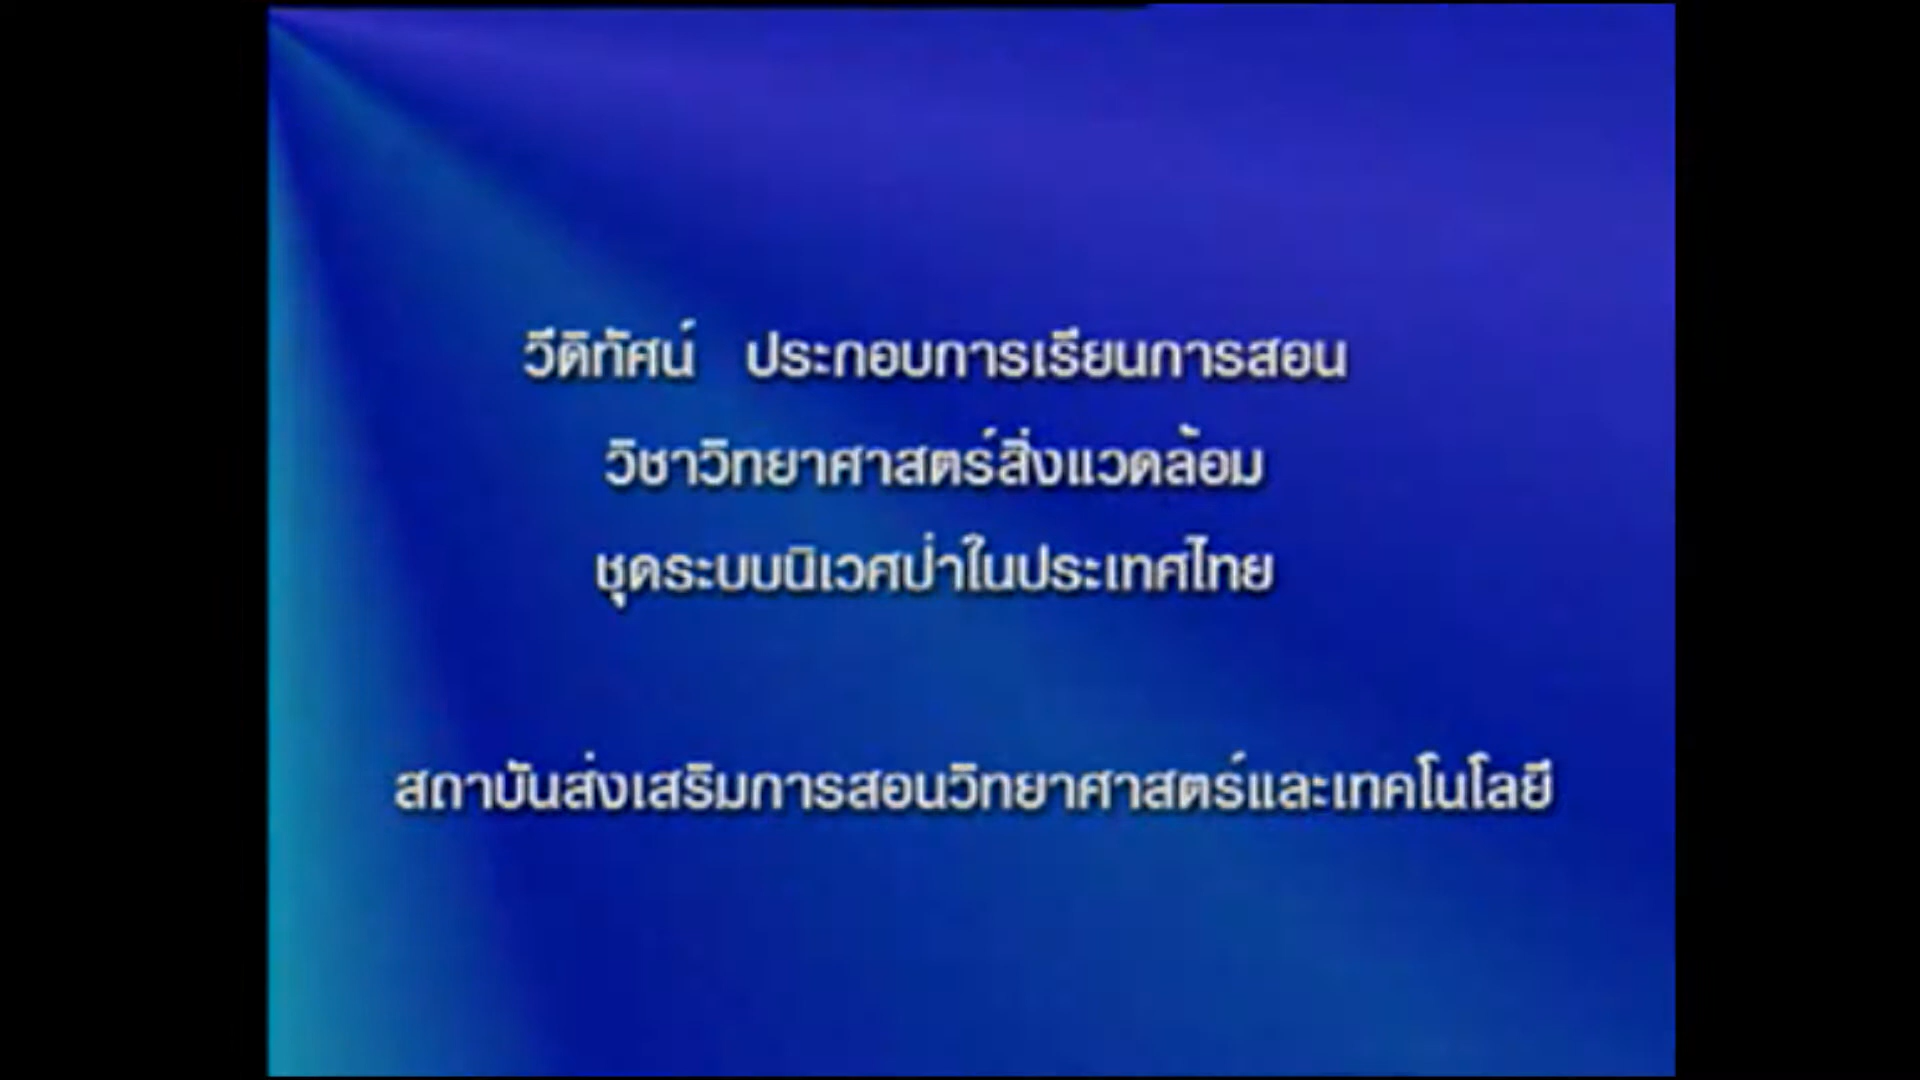 วีดิทัศน์ ประกอบการเรียนการสอน
วิชาวิทยาศาสตร์สิ่งแวดล้อม
ชุดระบบนิเวศป่าในประเทศไทย
สถาบันส่งเสริมการสอนวิทยาศาสตร์และเทคโนโลยี